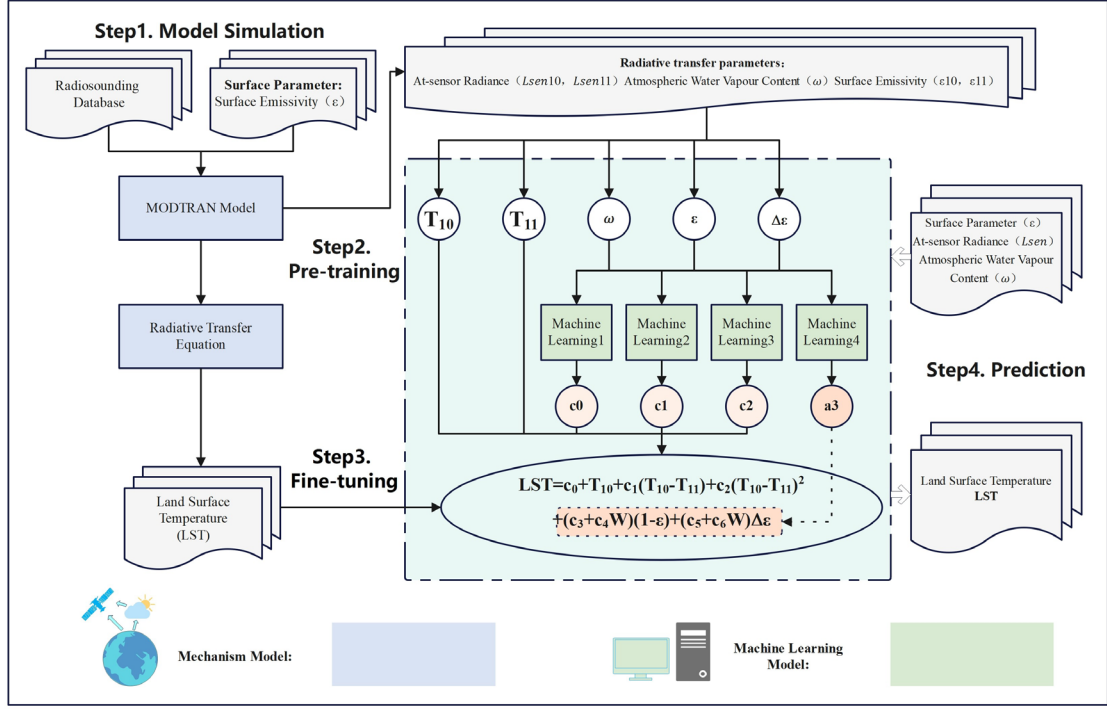 Step1. Model Simulation
Radiosounding
Database
Surface Parameter:
Surface Emissivity（ε）
Radiative transfer parameters:
At-sensor Radiance（Lsen10, Lsen11）Atmospheric Water Vapour Content（ω）Surface Emissivity（ε10, ε11）
MODTRAN Model
Step2.
Pre-training
T₁₀
T₁₁
ω
ε
Δε
Surface Parameter（ε）
At-sensor Radiance（Lsen）
Atmospheric Water Vapour
Content（ω）
Radiative Transfer
Equation
Machine
Learning1
Machine
Learning2
Machine
Learning3
Machine
Learning4
Step4. Prediction
c0
c1
c2
a3
Step3.
Fine-tuning
Land Surface
Temperature
(LST)
LST=c₀+T₁₀+c₁(T₁₀-T₁₁)+c₂(T₁₀-T₁₁)²
+(c₃+c₄W)(1-ε)+(c₅+c₆W)Δε
Land Surface Temperature
LST
Mechanism Model:
Machine Learning
Model: